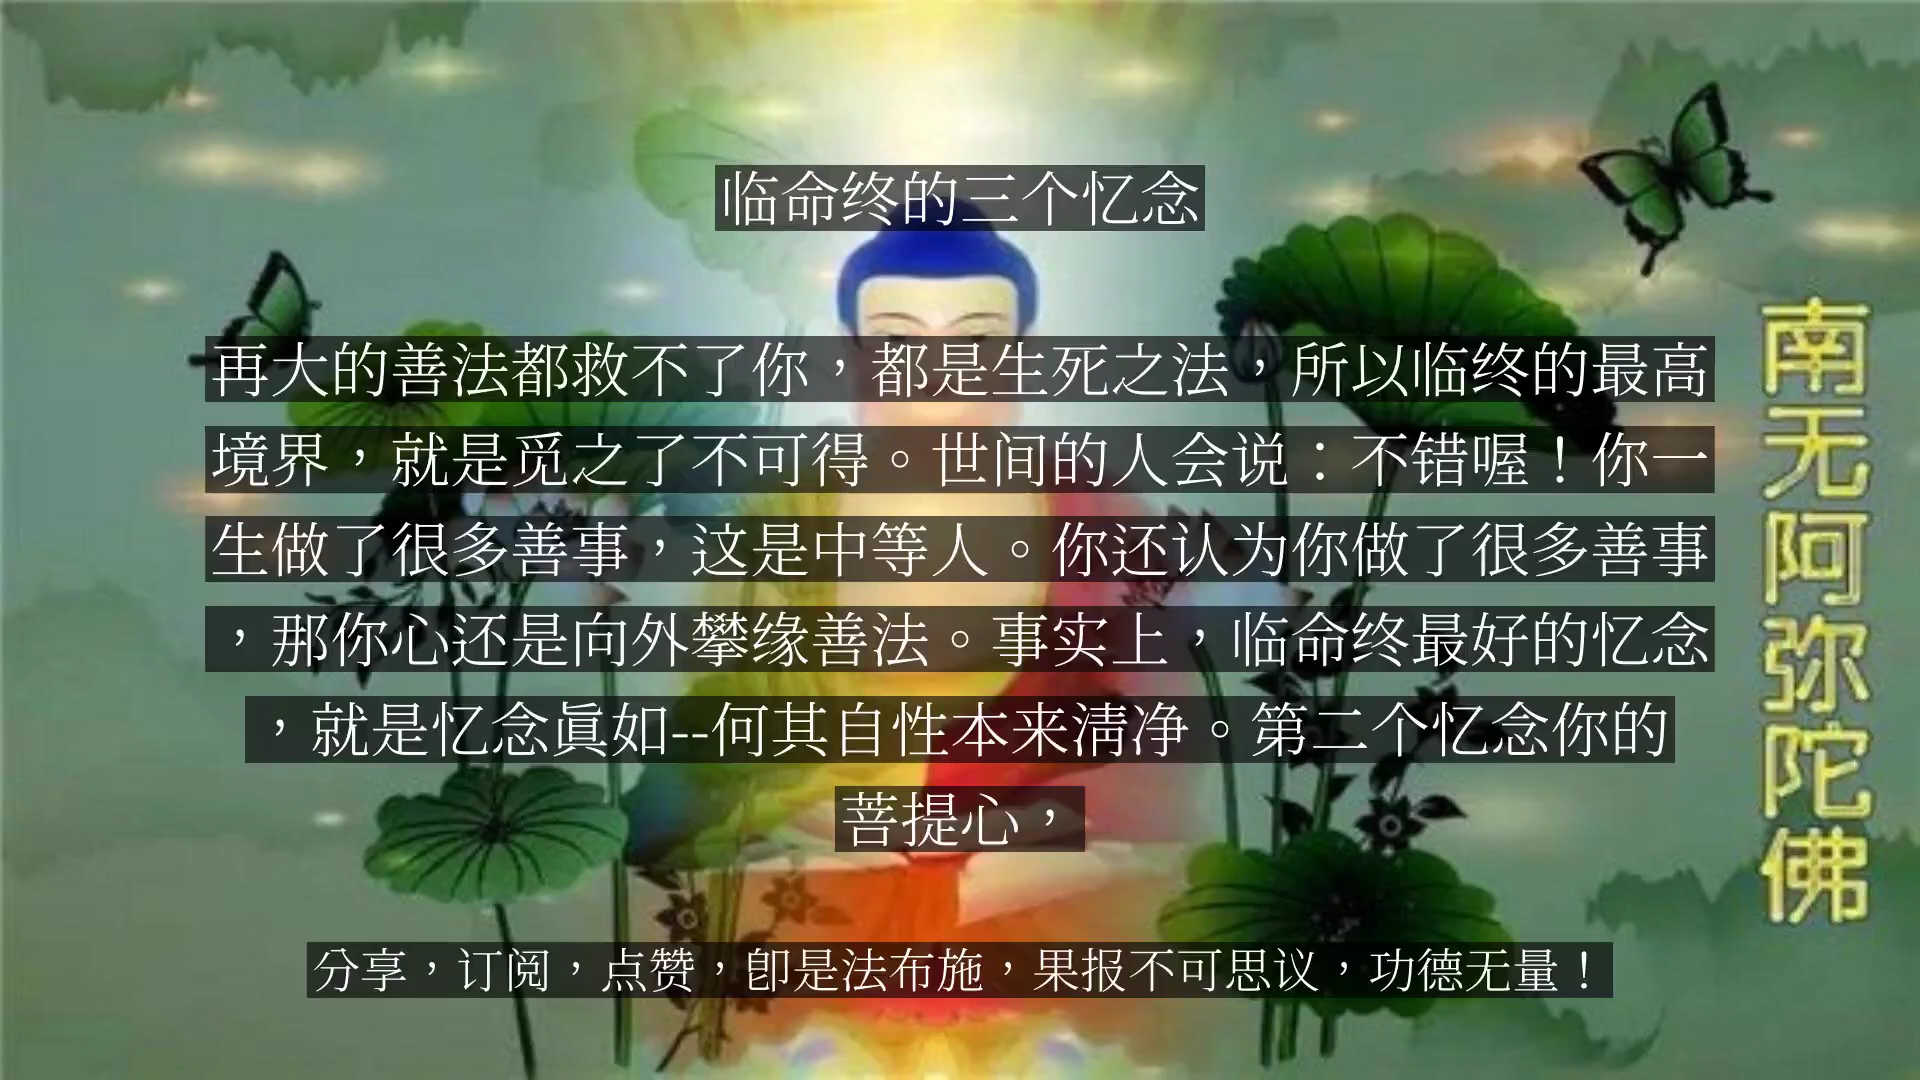 临命终的三个忆念
再大的善法都救不了你，都是生死之法，所以临终的最高
境界，就是觅之了不可得。世间的人会说：不错喔！你一
生做了很多善事，这是中等人。你还认为你做了很多善事
，那你心还是向外攀缘善法。事实上，临命终最好的忆念
，就是忆念眞如--何其自性本来淸净。第二个忆念你的
菩提心，
分享，订阅，点赞，卽是法布施，果报不可思议，功德无量！
南无阿弥陀佛